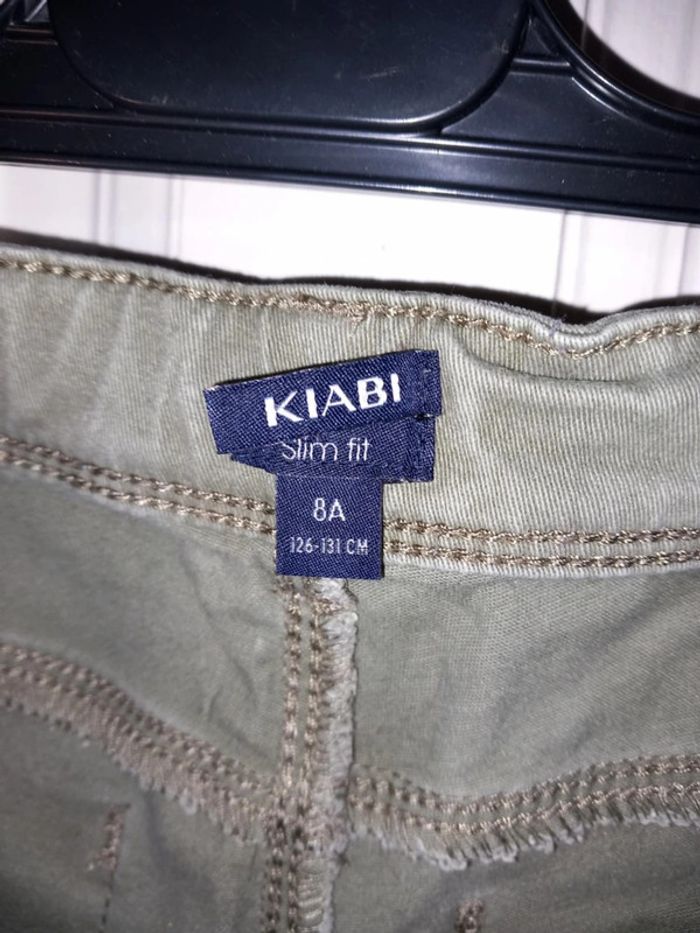 KIABI
Slim fit
8A
126-131 CM